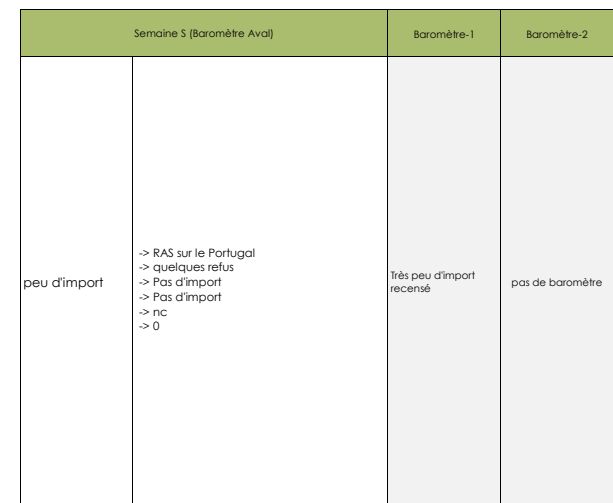 Semaine S (Baromètre Aval)
Baromètre-1
Baromètre-2
peu d'import
-> RAS sur le Portugal
-> quelques refus
-> Pas d'import
-> Pas d'import
-> nc
-> 0
Très peu d'import
recensé
pas de baromètre